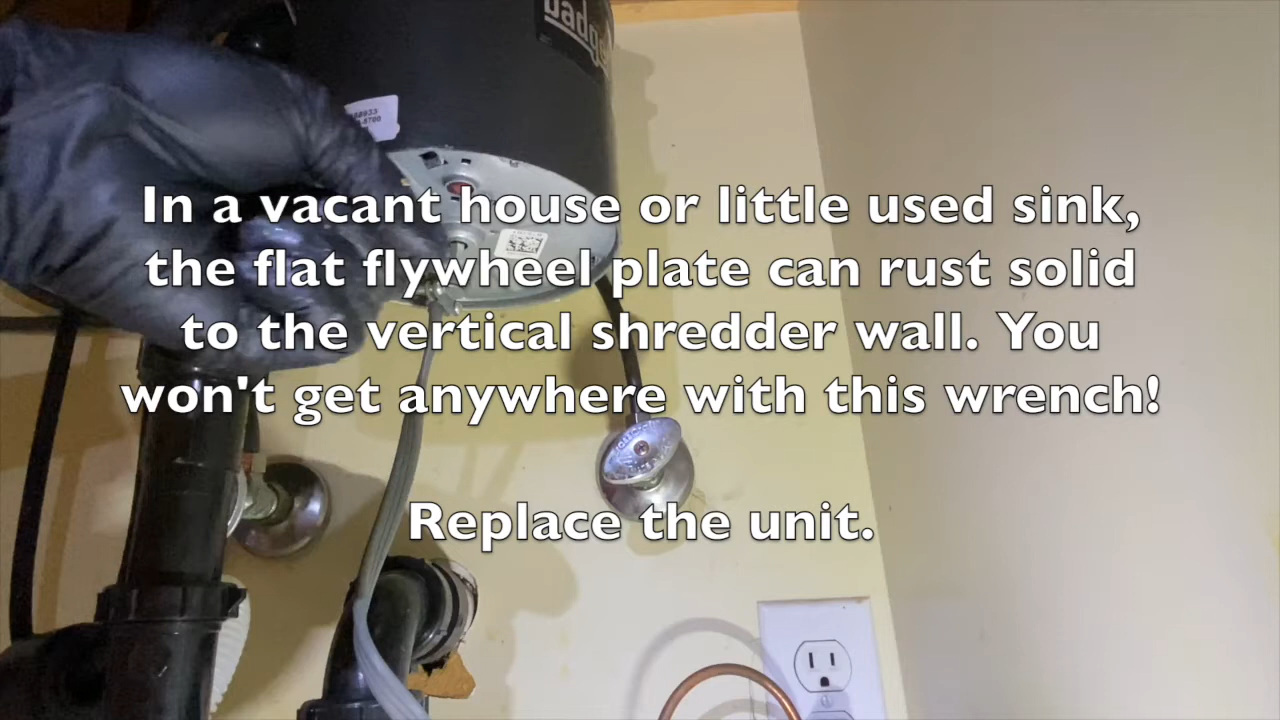 badge
In a vacant house or little used sink,
the flat flywheel plate can rust solid
to the vertical shredder wall. You
won't get anywhere with this wrench!
Replace the unit.